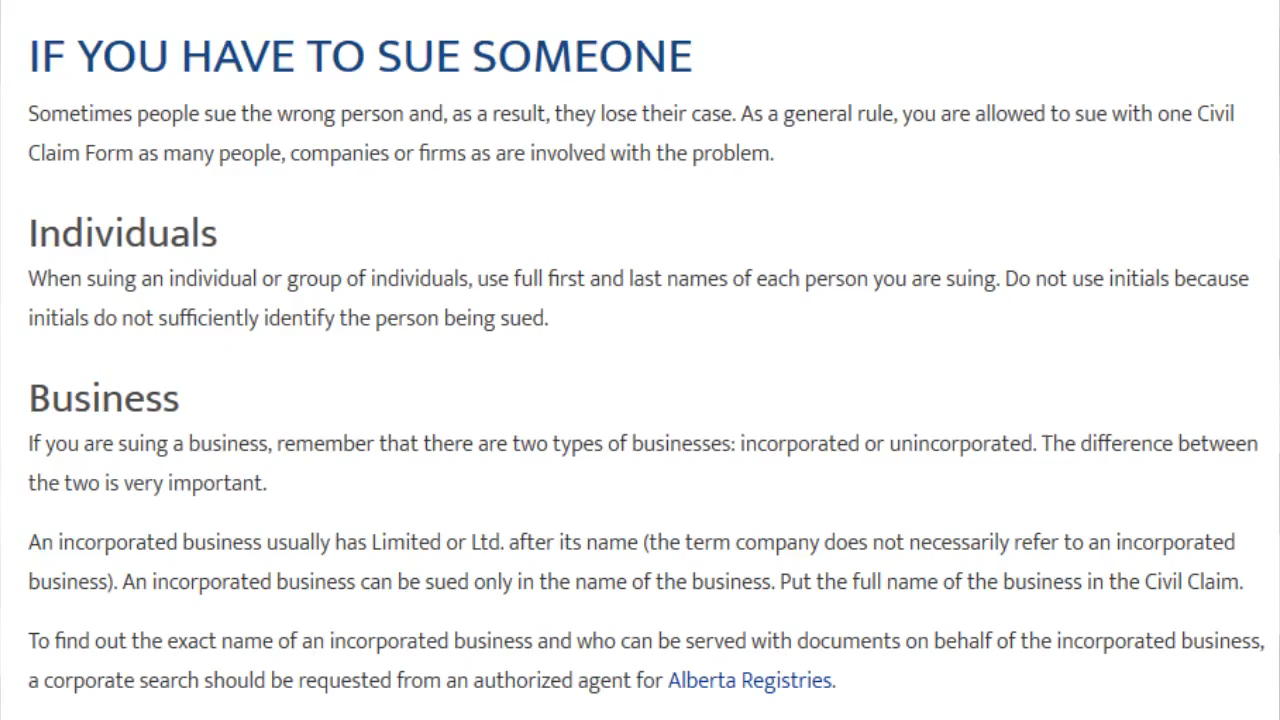 IF YOU HAVE TO SUE SOMEONE
Sometimes people sue the wrong person and, as a result, they lose their case. As a general rule, you are allowed to sue with one Civil
Claim Form as many people, companies or firms as are involved with the problem.
Individuals
When suing an individual or group of individuals, use full first and last names of each person you are suing. Do not use initials because
initials do not sufficiently identify the person being sued.
Business
If you are suing a business, remember that there are two types of businesses: incorporated or unincorporated. The difference between
the two is very important.
An incorporated business usually has Limited or Ltd. after its name (the term company does not necessarily refer to an incorporated
business). An incorporated business can be sued only in the name of the business. Put the full name of the business in the Civil Claim.
To find out the exact name of an incorporated business and who can be served with documents on behalf of the incorporated business,
a corporate search should be requested from an authorized agent for Alberta Registries.